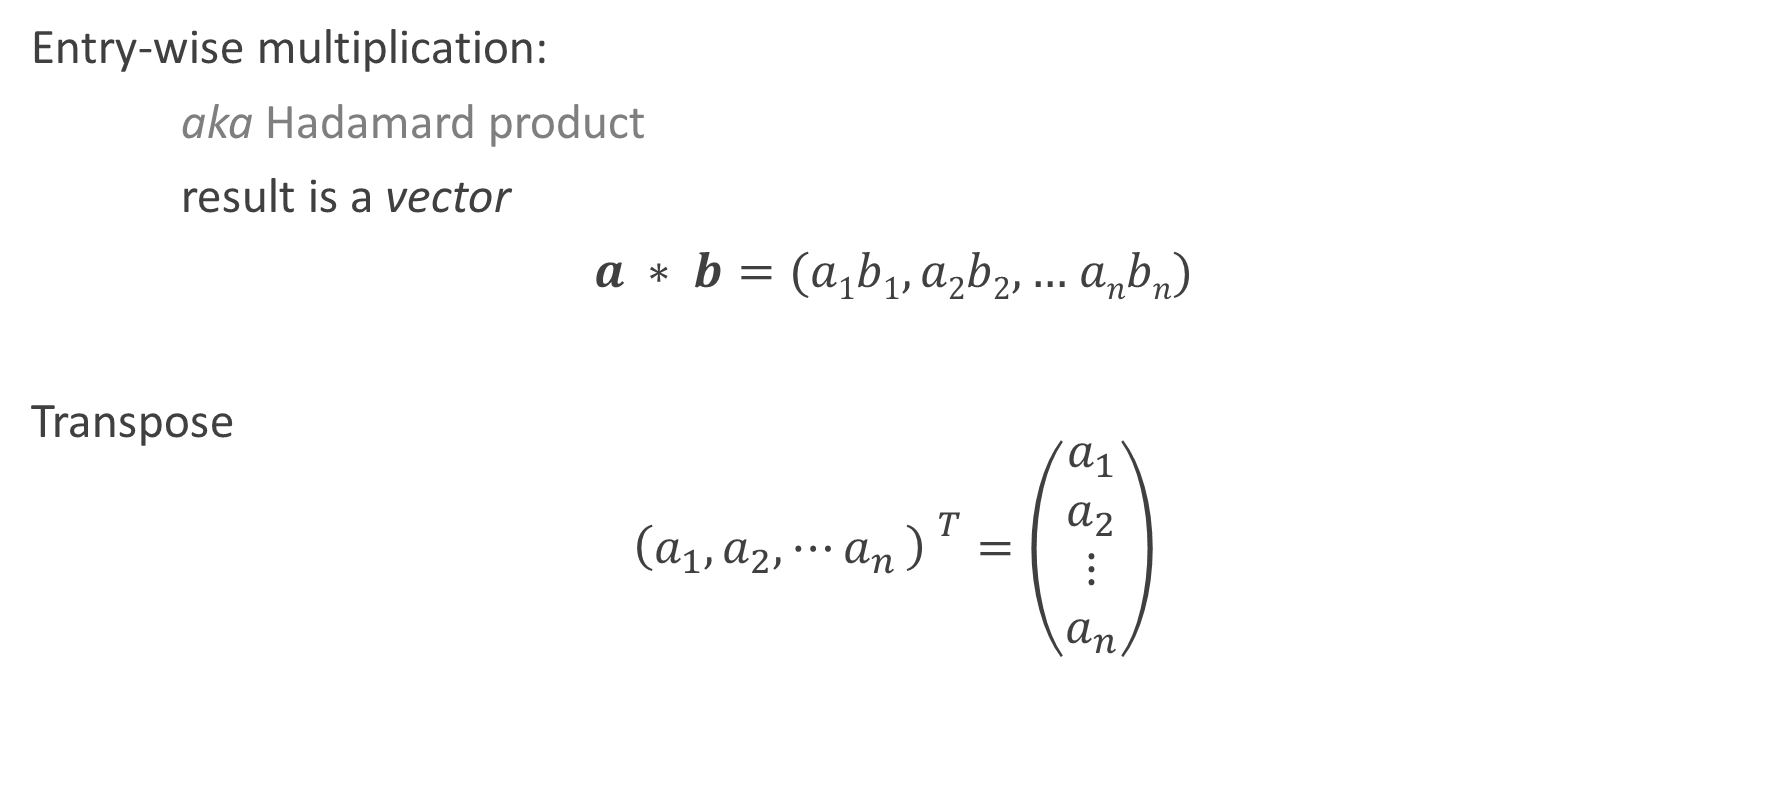 Entry-wise multiplication:
aka Hadamard product
result is a vector
𝒂 ∗ 𝒃 = (a₁b₁, a₂b₂, … aₙbₙ)
Transpose
(a₁, a₂, ⋯ aₙ)ᵀ = 
a₁
a₂
⋮
aₙ